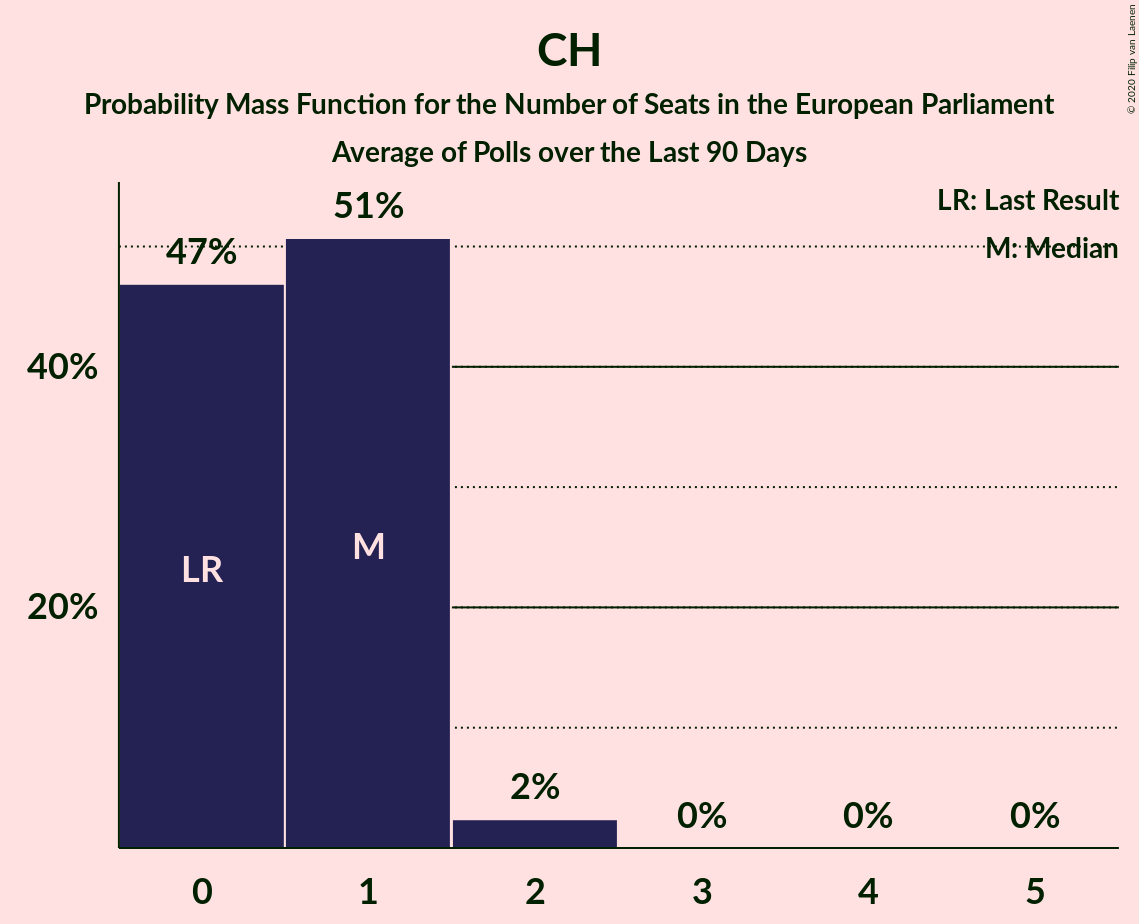 © 2020 Filip van Laenen
CH
Probability Mass Function for the Number of Seats in the European Parliament
Average of Polls over the Last 90 Days
LR: Last Result
M: Median
47%
51%
40%
LR
M
20%
2%
0%
0%
0%
0 1 2 3 4 5